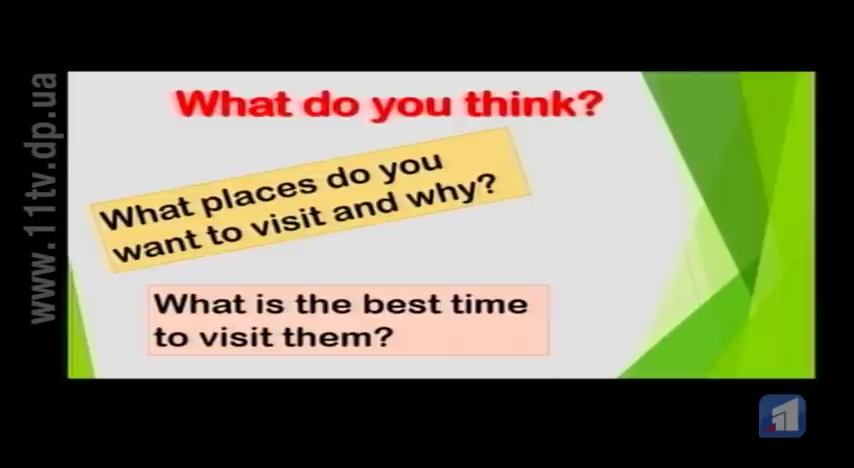 What do you think?
What places do you
want to visit and why?
What is the best time
to visit them?
www.11tv.dp.ua